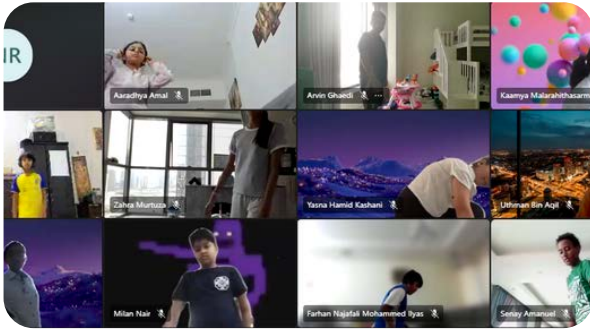 NR
Aaradhya Amal
Arvin Ghaedi
Kaamya Malarahithasarm
Zahra Murtuza
Yasna Hamid Kashani
Uthman Bin Aqil
Milan Nair
Farhan Najafali Mohammed Ilyas
Senay Amanuel